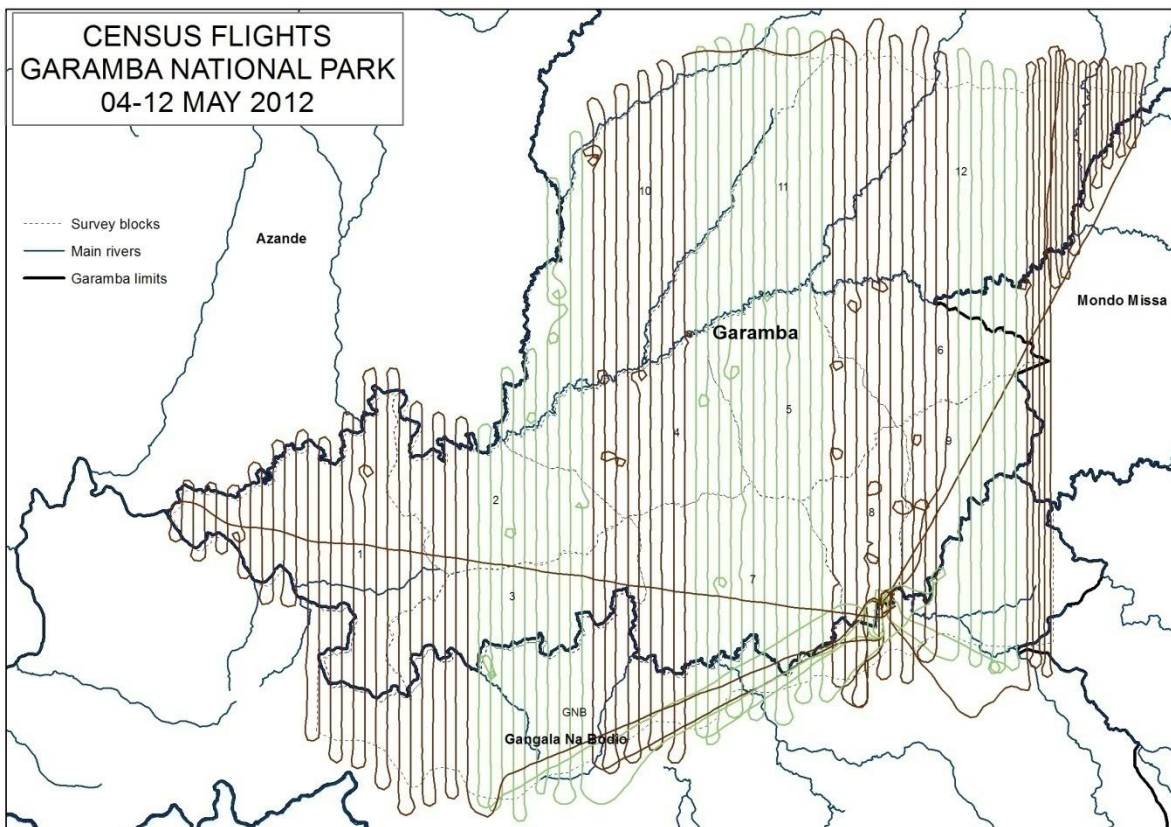 CENSUS FLIGHTS
GARAMBA NATIONAL PARK
04-12 MAY 2012
Survey blocks
Main rivers
Garamba limits
Azande
10
11
12
Mondo Missa
Garamba
6
5
4
9
2
8
1
7
3
GNB
Gangala Na Bodio